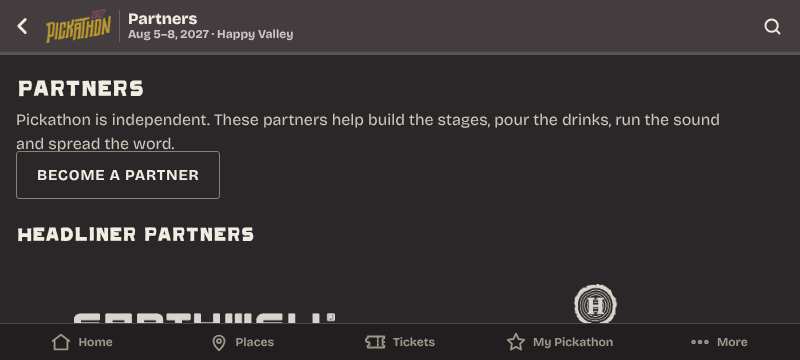 PICKATHON
Partners
Aug 5–8, 2027 · Happy Valley
PARTNERS
Pickathon is independent. These partners help build the stages, pour the drinks, run the sound
and spread the word.
BECOME A PARTNER
HEADLINER PARTNERS
H
Home
Places
Tickets
My Pickathon
More